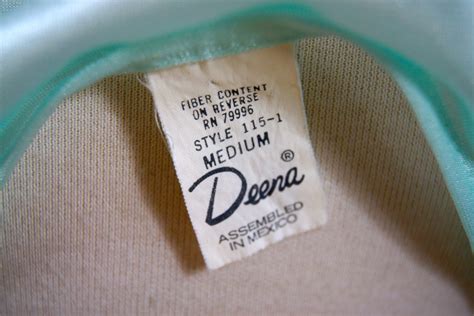 FIBER CONTENT
ON REVERSE
RN 79996
STYLE 115-1
MEDIUM
Deena®
ASSEMBLED
IN MEXICO